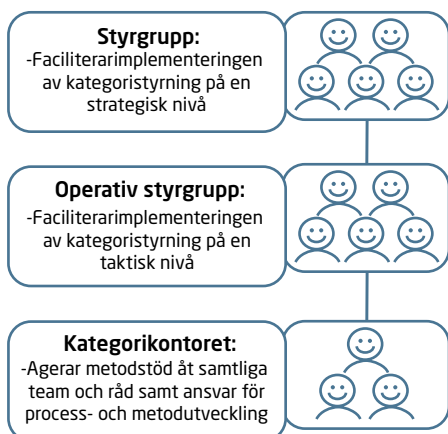 Styrgrupp:
-Faciliterarimplementeringen
av kategoristyrning på en
strategisk nivå
Operativ styrgrupp:
-Faciliterarimplementeringen
av kategoristyrning på en
taktisk nivå
Kategorikontoret:
-Agerar metodstöd åt samtliga
team och råd samt ansvar för
process- och metodutveckling